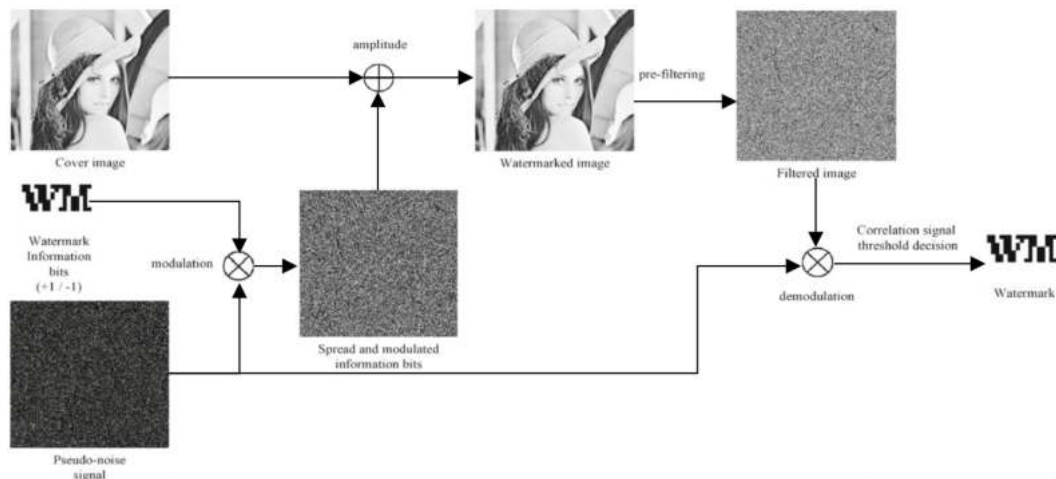 amplitude
pre-filtering
Cover image
Watermarked image
Filtered image
WM
Watermark
Information
bits
(+1 / -1)
modulation
Correlation signal
threshold decision
WM
demodulation
Watermark
Spread and modulated
information bits
Pseudo-noise
signal